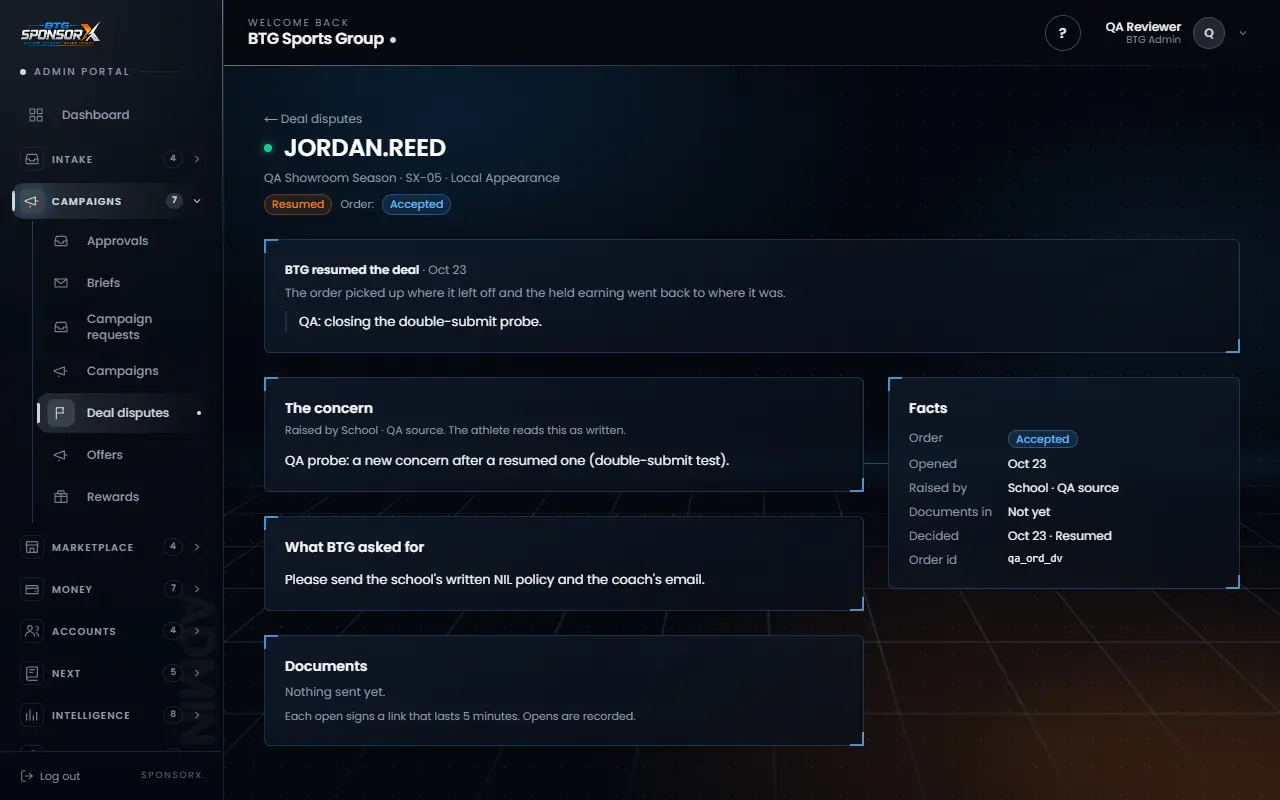 BTG
SPONSORX
ADMIN PORTAL
Dashboard
INTAKE 4
CAMPAIGNS 7
Approvals
Briefs
Campaign
requests
Campaigns
Deal disputes
Offers
Rewards
MARKETPLACE 4
MONEY 7
ACCOUNTS 4
NEXT 5
INTELLIGENCE 8
ADMIN
Log out
SPONSORX
WELCOME BACK
BTG Sports Group
?
QA Reviewer
BTG Admin
Q
← Deal disputes
JORDAN.REED
QA Showroom Season · SX-05 · Local Appearance
Resumed Order: Accepted
BTG resumed the deal · Oct 23
The order picked up where it left off and the held earning went back to where it was.
QA: closing the double-submit probe.
The concern
Raised by School · QA source. The athlete reads this as written.
QA probe: a new concern after a resumed one (double-submit test).
What BTG asked for
Please send the school's written NIL policy and the coach's email.
Documents
Nothing sent yet.
Each open signs a link that lasts 5 minutes. Opens are recorded.
Facts
Order Accepted
Opened Oct 23
Raised by School · QA source
Documents in Not yet
Decided Oct 23 · Resumed
Order id qa_ord_dv